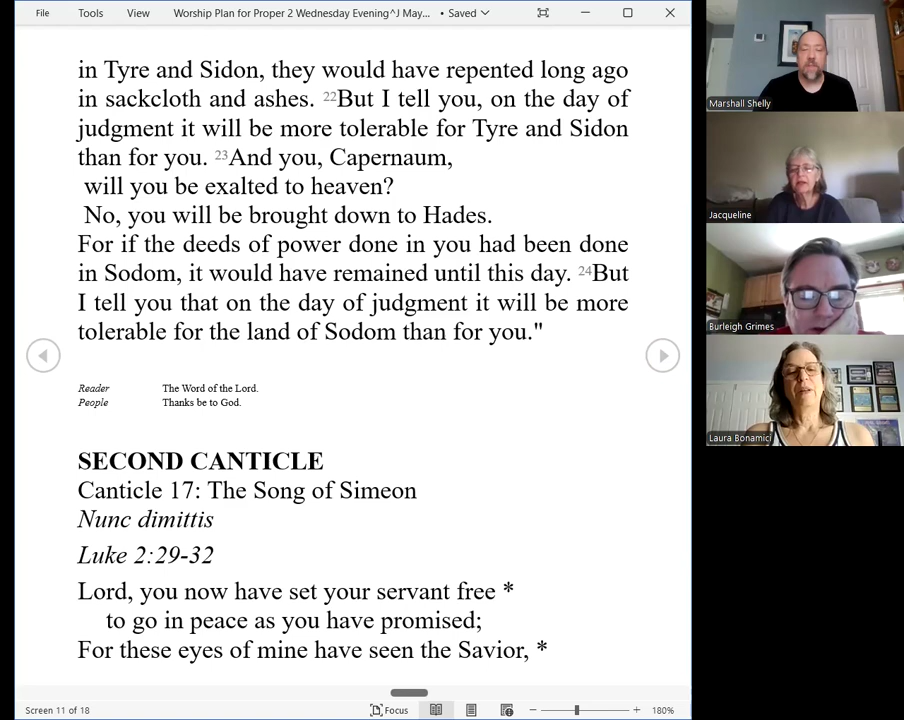 File Tools Worship Plan for Proper 2 Wednesday Evening^J May... • Saved
in Tyre and Sidon, they would have repented long ago
in sackcloth and ashes. 22But I tell you, on the day of
judgment it will be more tolerable for Tyre and Sidon
than for you. 23And you, Capernaum,
will you be exalted to heaven?
No, you will be brought down to Hades.
For if the deeds of power done in you had been done
in Sodom, it would have remained until this day. 24But
I tell you that on the day of judgment it will be more
tolerable for the land of Sodom than for you."
Reader The Word of the Lord.
People Thanks be to God.
SECOND CANTICLE
Canticle 17: The Song of Simeon
Nunc dimittis
Luke 2:29-32
Lord, you now have set your servant free *
to go in peace as you have promised;
For these eyes of mine have seen the Savior, *
Screen 11 of 18 Focus 180%
Marshall Shelly
Jacqueline
Burleigh Grimes
Laura Bonamici